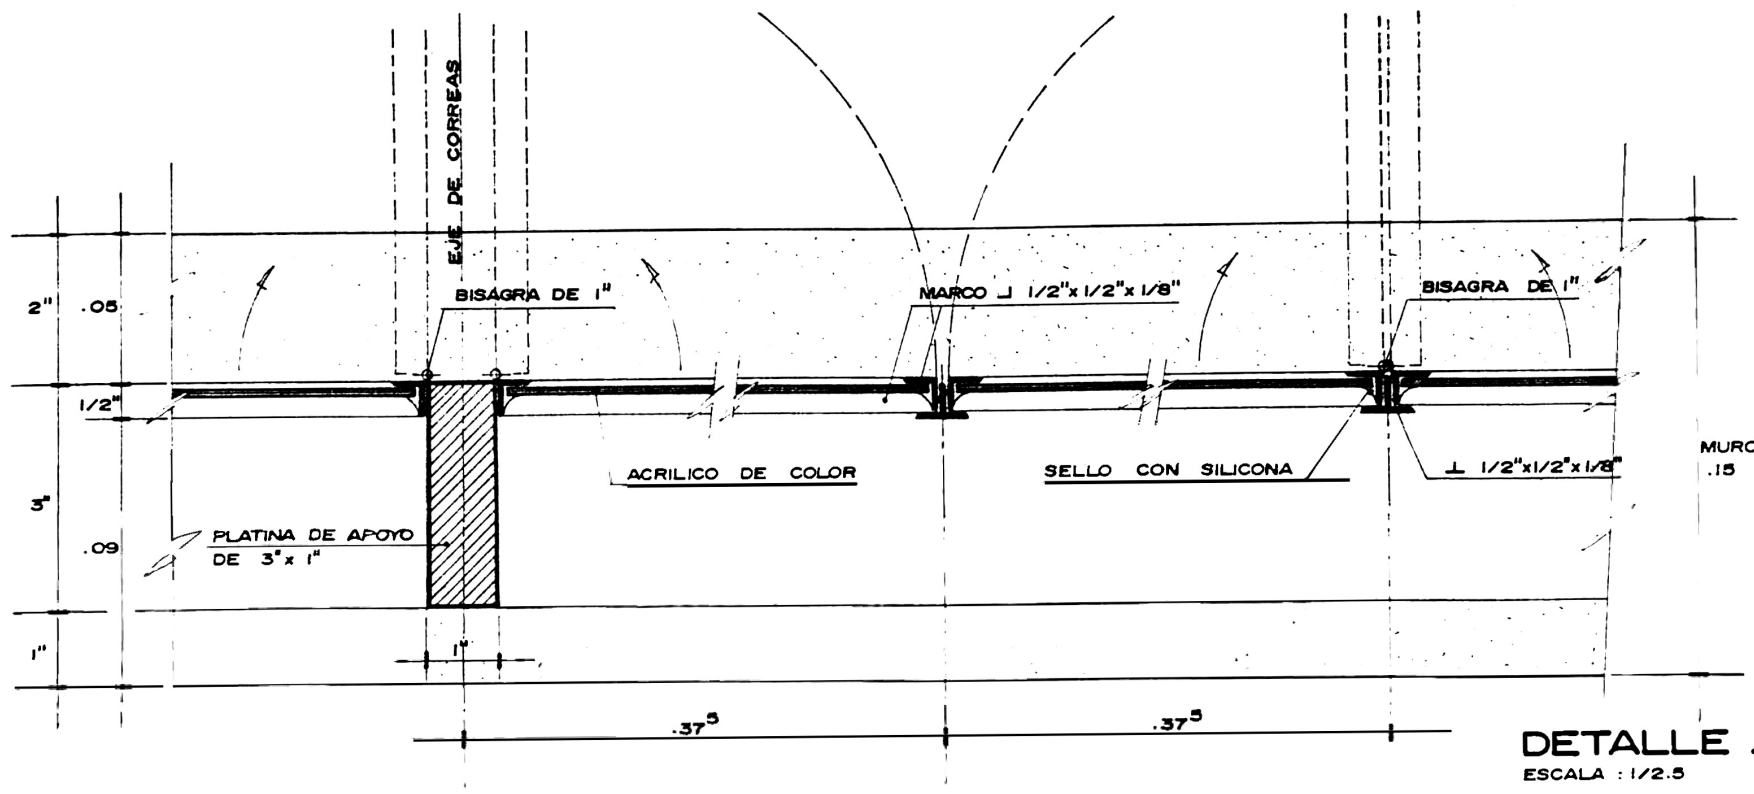 EJE DE CORREAS
BISAGRA DE 1"
MARCO ⅃ 1/2"x1/2"x1/8"
BISAGRA DE 1"
2"
.05
1/2"
ACRILICO DE COLOR
SELLO CON SILICONA
⊥ 1/2"x1/2"x1/8"
MURO
.15
3"
.09
PLATINA DE APOYO
DE 3"x 1"
1"
1"
.37⁵
.37⁵
DETALLE
ESCALA : 1/2.5